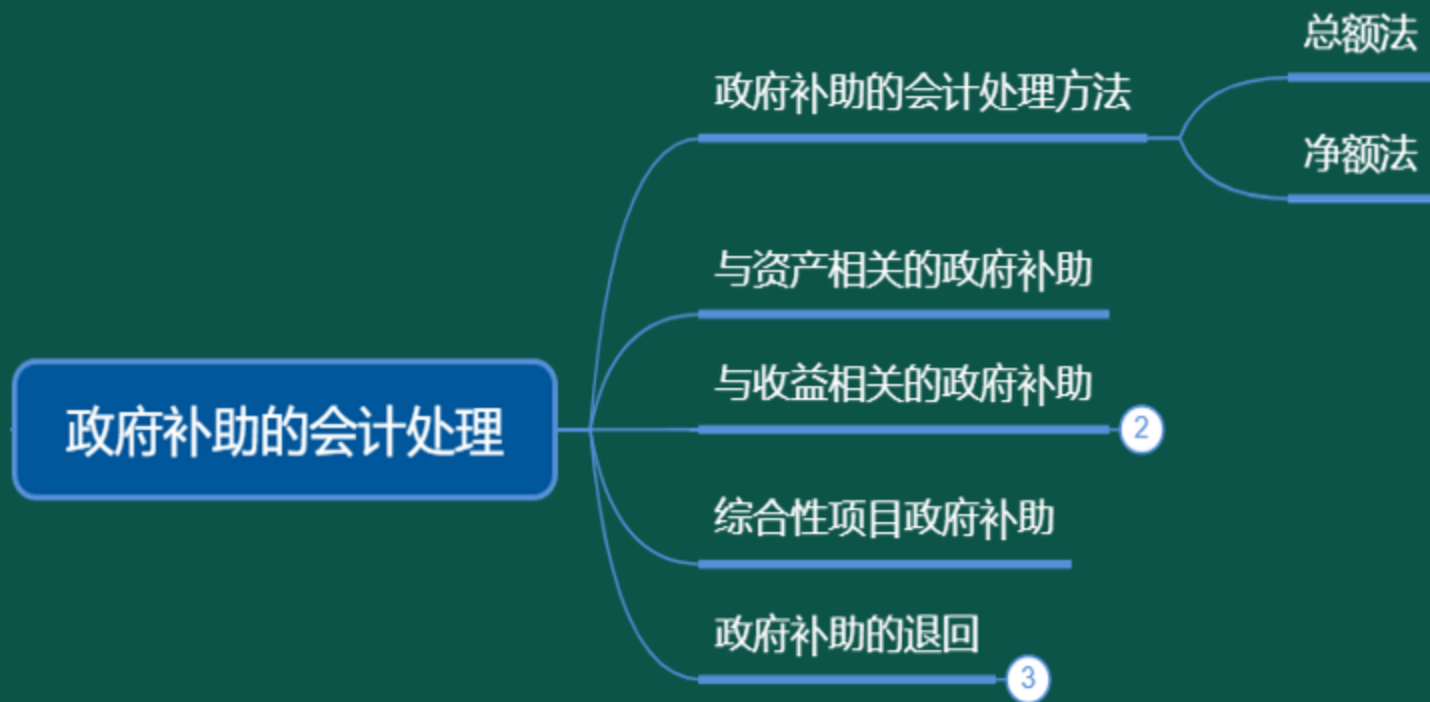 政府补助的会计处理
政府补助的会计处理方法
总额法
净额法
与资产相关的政府补助
与收益相关的政府补助
2
综合性项目政府补助
政府补助的退回
3